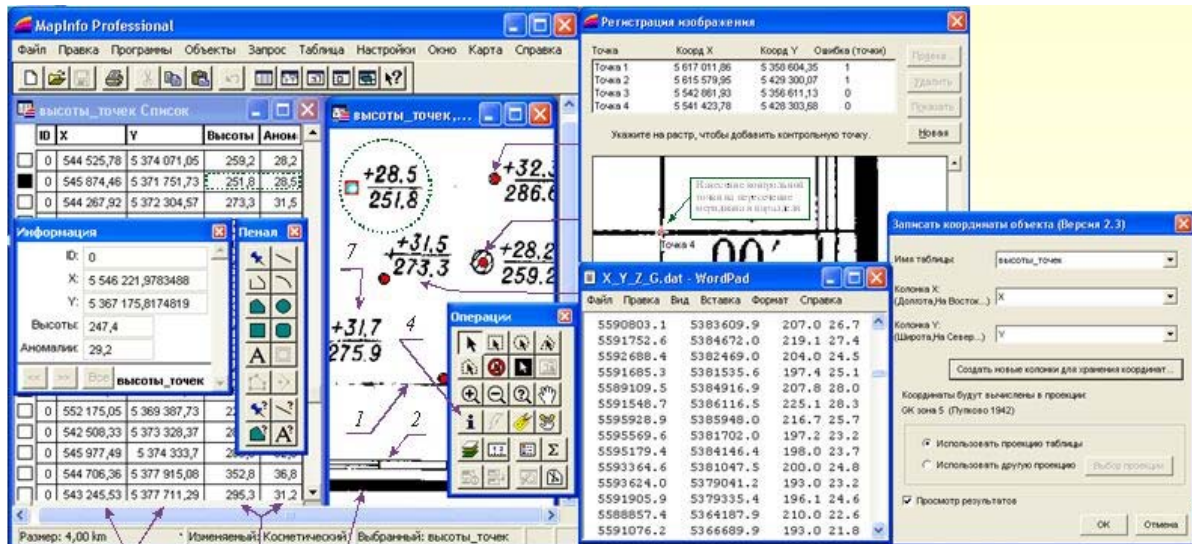 MapInfo Professional
Файл Правка Программы Объекты Запрос Таблица Настройки Окно Карта Справка
высоты_точек Список
ID X Y Высоты Аном
0 544 525,78 5 374 071,05 259,2 28,2
0 545 874,46 5 371 751,73 251,8 28,5
0 544 267,92 5 372 304,57 273,3 31,5
Информация
ID: 0
X: 5 546 221,9783488
Y: 5 367 175,8174819
Высоты: 247,4
Аномалии: 29,2
<< >> Все высоты_точек
0 552 175,05 5 369 387,73
0 542 508,33 5 373 328,37
0 545 977,49 5 374 333,7
0 544 706,36 5 377 915,08 352,8 36,8
0 543 245,53 5 377 711,29 295,3 31,2
Размер: 4,00 km Изменяемый: Косметический Выбранный: высоты_точек
Пенал
высоты_точек,...
+28.5
251.8
+32.3
286.6
7
+31.5
273.3
+28.2
259.2
4
+31.7
275.9
1
2
Операции
Регистрация изображения
Точка Коорд X Коорд Y Ошибка (точки)
Точка 1 5 617 011,86 5 358 604,35 1
Точка 2 5 615 579,95 5 429 300,07 1
Точка 3 5 542 861,93 5 356 611,13 0
Точка 4 5 541 423,78 5 428 303,68 0
Правка...
Удалить
Показать
Новая
Укажите на растр, чтобы добавить контрольную точку.
Нанесение контрольной
точки на пересечение
меридиана и параллели
Точка 4
00'
X_Y_Z_G.dat - WordPad
Файл Правка Вид Вставка Формат Справка
5590803.1 5383609.9 207.0 26.7
5591752.6 5384672.0 219.1 27.4
5592688.4 5382469.0 204.0 24.5
5591685.3 5381535.6 197.4 25.1
5589109.5 5384916.9 207.8 28.0
5591548.7 5386116.5 225.1 28.3
5595928.9 5385948.0 216.7 25.7
5595569.6 5381702.0 197.2 23.2
5595179.4 5384146.4 198.0 23.7
5593364.6 5381047.5 200.0 24.8
5593624.0 5379041.2 193.0 23.2
5591905.9 5379335.4 196.1 24.6
5588857.4 5364187.9 210.0 22.6
5591076.2 5366689.9 193.0 21.8
Записать координаты объекта (Версия 2.3)
Имя таблицы: высоты_точек
Колонка X:
(Долгота,На Восток...) X
Колонка Y:
(Широта,На Север...) Y
Создать новые колонки для хранения координат...
Координаты будут вычислены в проекции:
GK зона 5 (Пулково 1942)
Использовать проекцию таблицы
Использовать другую проекцию Выбор проекции
Просмотр результатов
OK Отмена